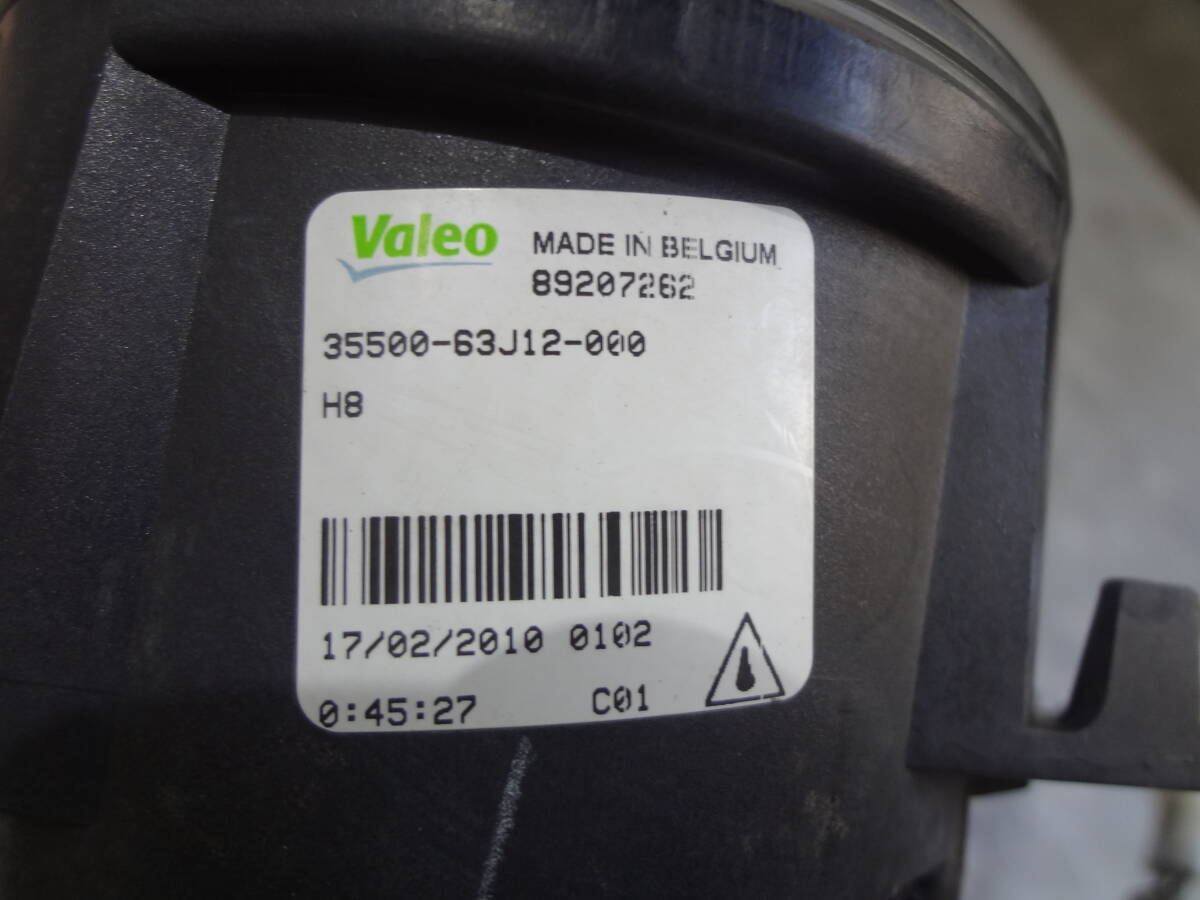 Valeo MADE IN BELGIUM
89207262
35500-63J12-000
H8
17/02/2010 0102
0:45:27 C01